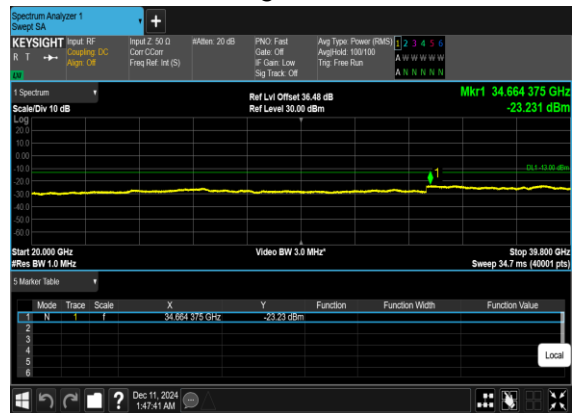 Spectrum Analyzer 1
Swept SA
+
KEYSIGHT Input: RF Input Z: 50 Ω #Atten: 20 dB PNO: Fast Avg Type: Power (RMS) 1 2 3 4 5 6
R T Coupling: DC Corr CCorr Gate: Off Avg|Hold: 100/100 A W W W W W
Align: Off Freq Ref: Int (S) IF Gain: Low Trig: Free Run
Sig Track: Off A N N N N N
1 Spectrum Ref Lvl Offset 36.48 dB Mkr1 34.664 375 GHz
Scale/Div 10 dB Ref Level 30.00 dBm -23.231 dBm
Log
20.0
10.0
0.00
-10.0 1 DL1 -13.00 dBm
-20.0
-30.0
-40.0
-50.0
-60.0
Start 20.000 GHz Video BW 3.0 MHz* Stop 39.800 GHz
#Res BW 1.0 MHz Sweep 34.7 ms (40001 pts)
5 Marker Table
Mode Trace Scale X Y Function Function Width Function Value
1 N 1 f 34.664 375 GHz -23.23 dBm
2
3
4
5
6
Local
? Dec 11, 2024
1:47:41 AM